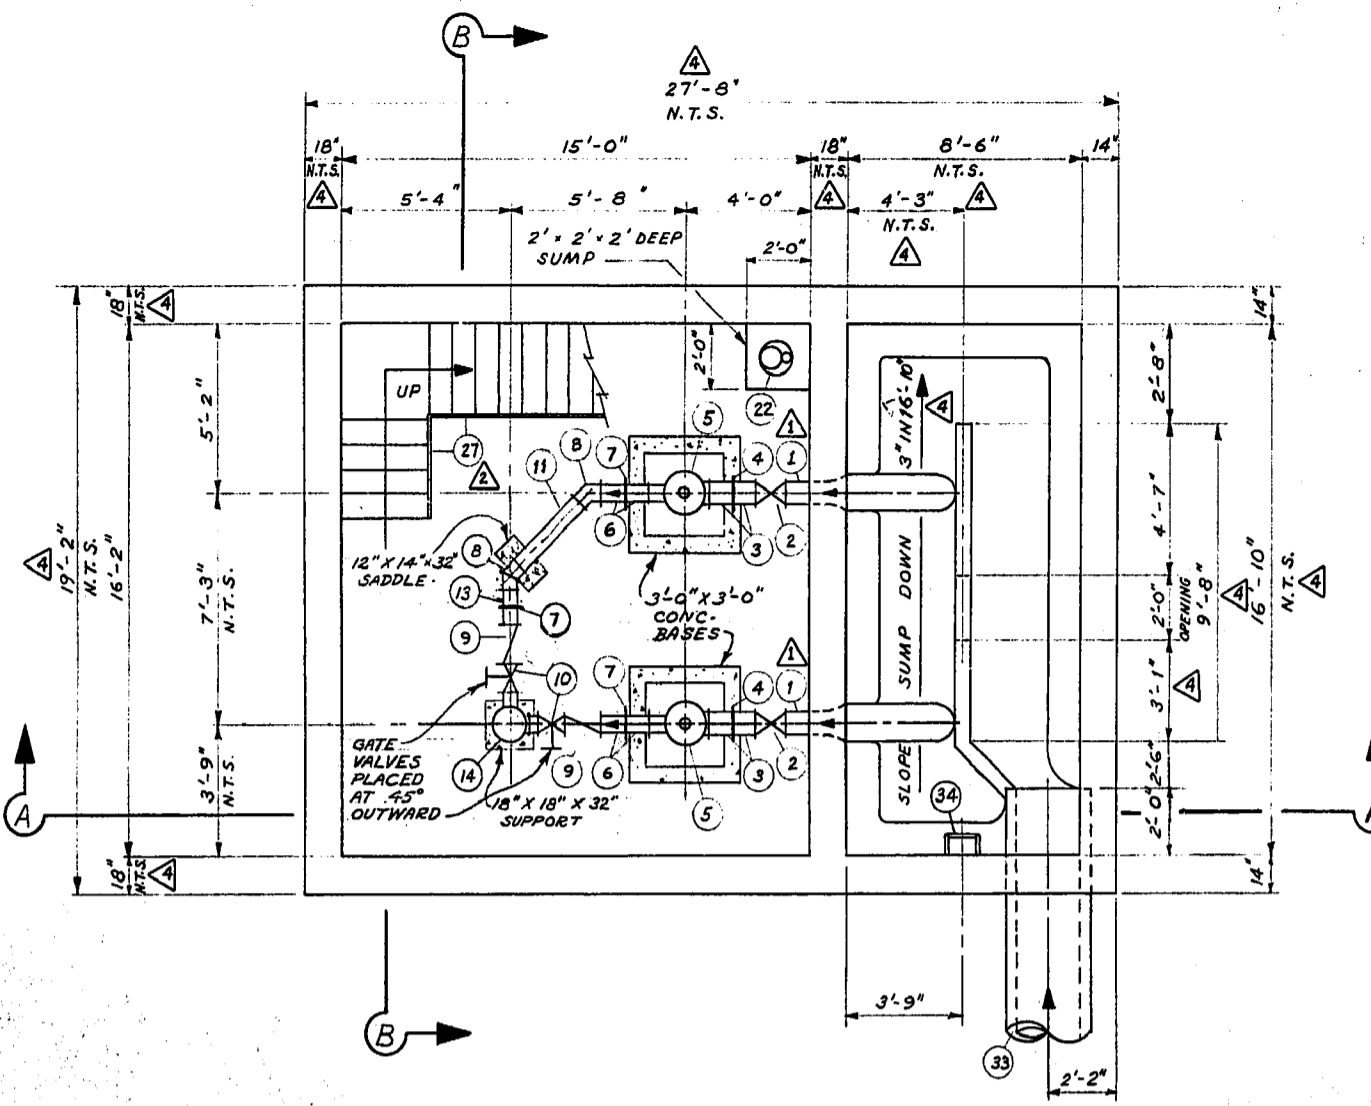 B
4
27'-8"
N.T.S.
18"
15'-0"
18"
8'-6"
14"
N.T.S.
N.T.S.
N.T.S.
4
4
4
5'-4"
5'-8"
4'-0"
4'-3"
N.T.S.
4
2' × 2' × 2' DEEP
SUMP
2'-0"
18"
N.T.S.
4
14"
5'-2"
UP
2'-0"
22
5
1
3" IN 16'-10"
4
2'-8"
27
2
11
8
7
4
1
6
3
2
4'-7"
4
19'-2"
N.T.S.
16'-2"
7'-3"
N.T.S.
12" X 14" × 32"
SADDLE
8
13
7
9
3'-0" X 3'-0"
CONC.
BASES
SLOPE SUMP DOWN
2'-0"
OPENING
9'-8"
4
16'-10"
N.T.S.
4
10
7
4
1
1
3'-1"
4
GATE
VALVES
PLACED
AT 45°
OUTWARD
14
9
6
3
2
5
18" X 18" X 32"
SUPPORT
3'-9"
N.T.S.
34
2'-6"
2'-0"
A
A
18"
N.T.S.
4
14"
B
3'-9"
33
2'-2"